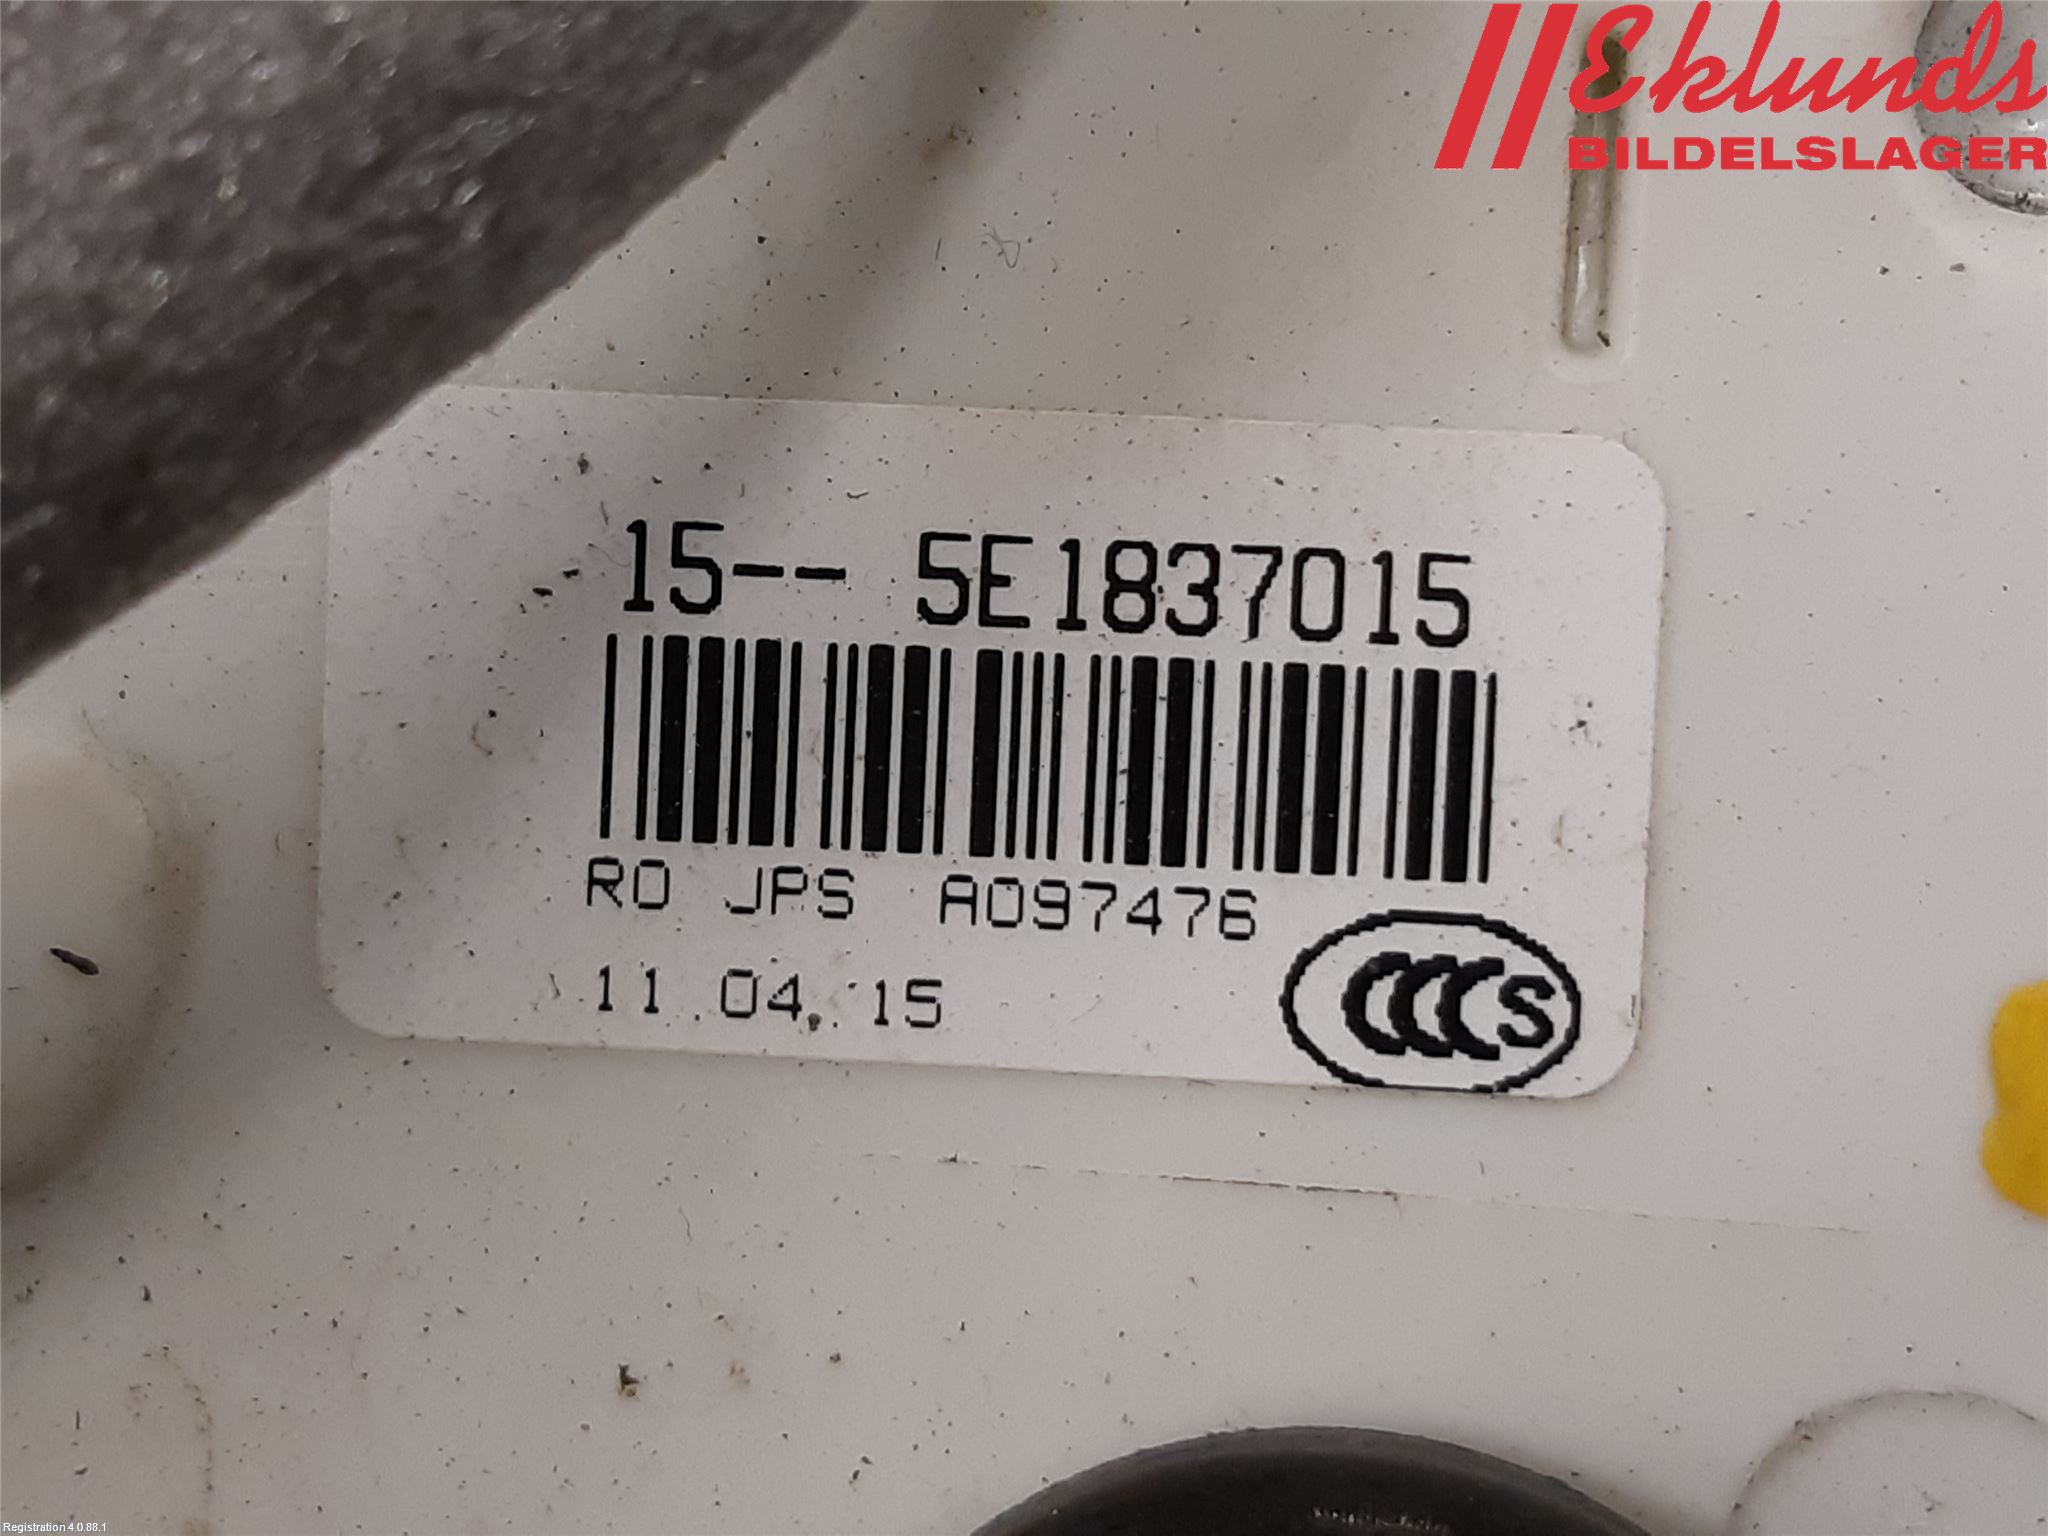 Eklunds
BILDELSLAGER
15-- 5E1837015
RO JPS A097476
11.04.15
CCCS
Registration 4.0.88.1